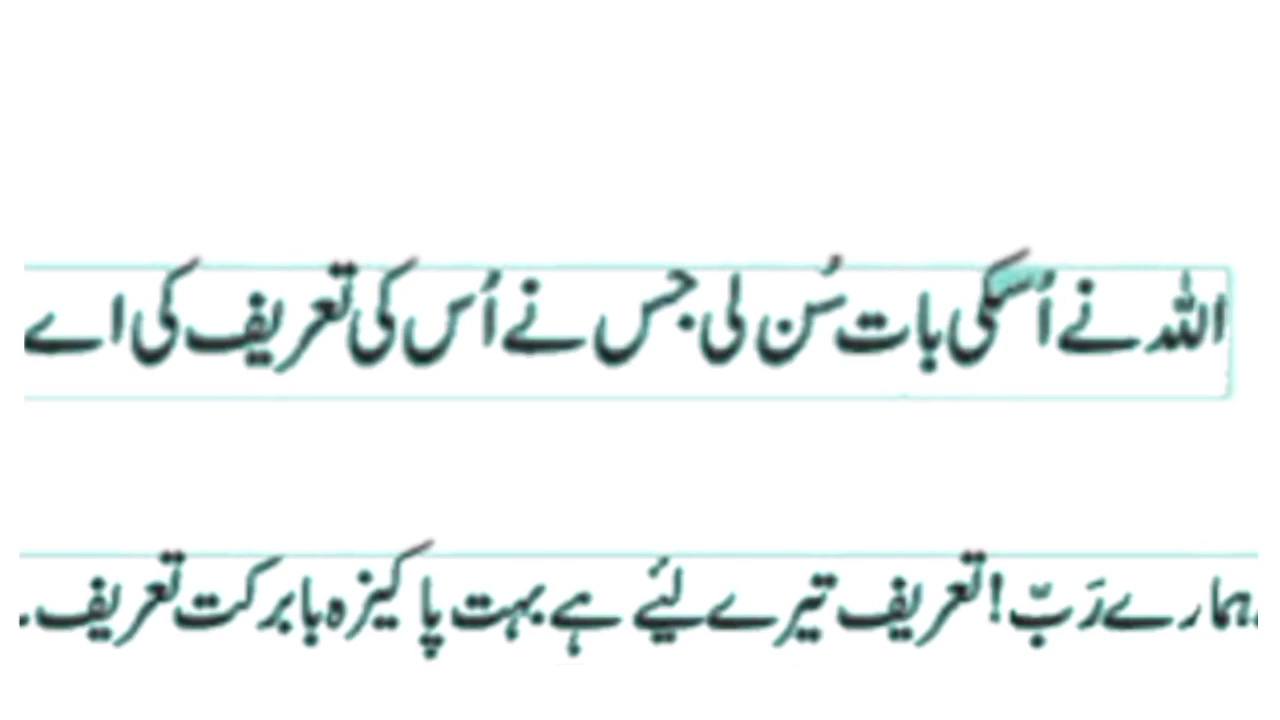 اللہ نے اُسکی بات سُن لی جس نے اُس کی تعریف کی اے
ہمارے رَبّ! تعریف تیرے لیئے ہے بہت پاکیزہ بابرکت تعریف۔